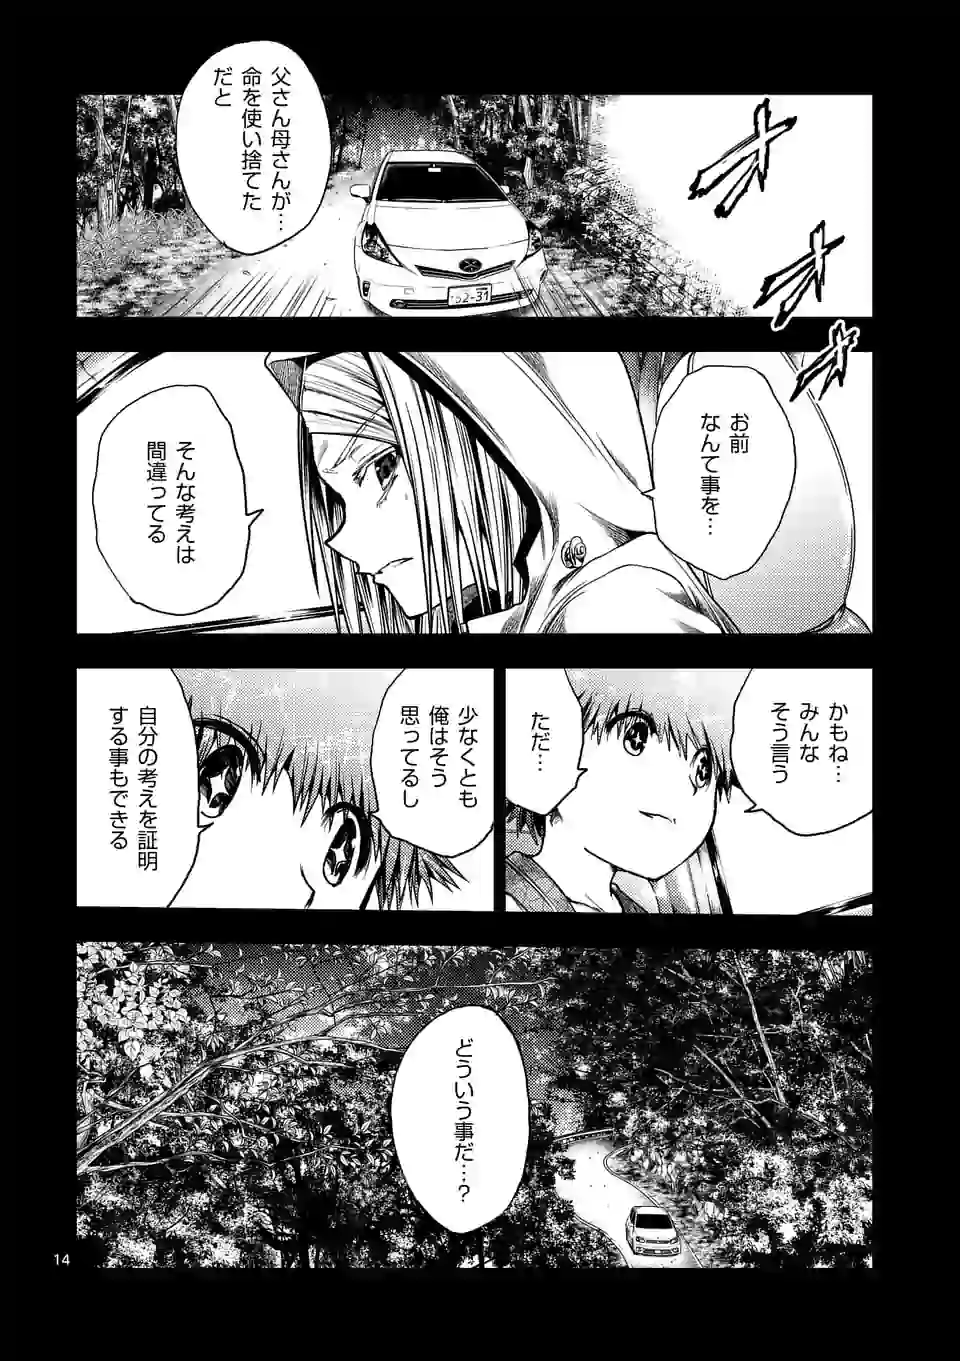 オ
オ
オ
父さん母さんが…
命を使い捨てた
だと
52-31
お前
なんて事を…
そんな考えは
間違ってる
かもね…
みんな
そう言う
ただ…
少なくとも
俺はそう
思ってるし
自分の考えを証明
する事もできる
どういう事だ…?
14